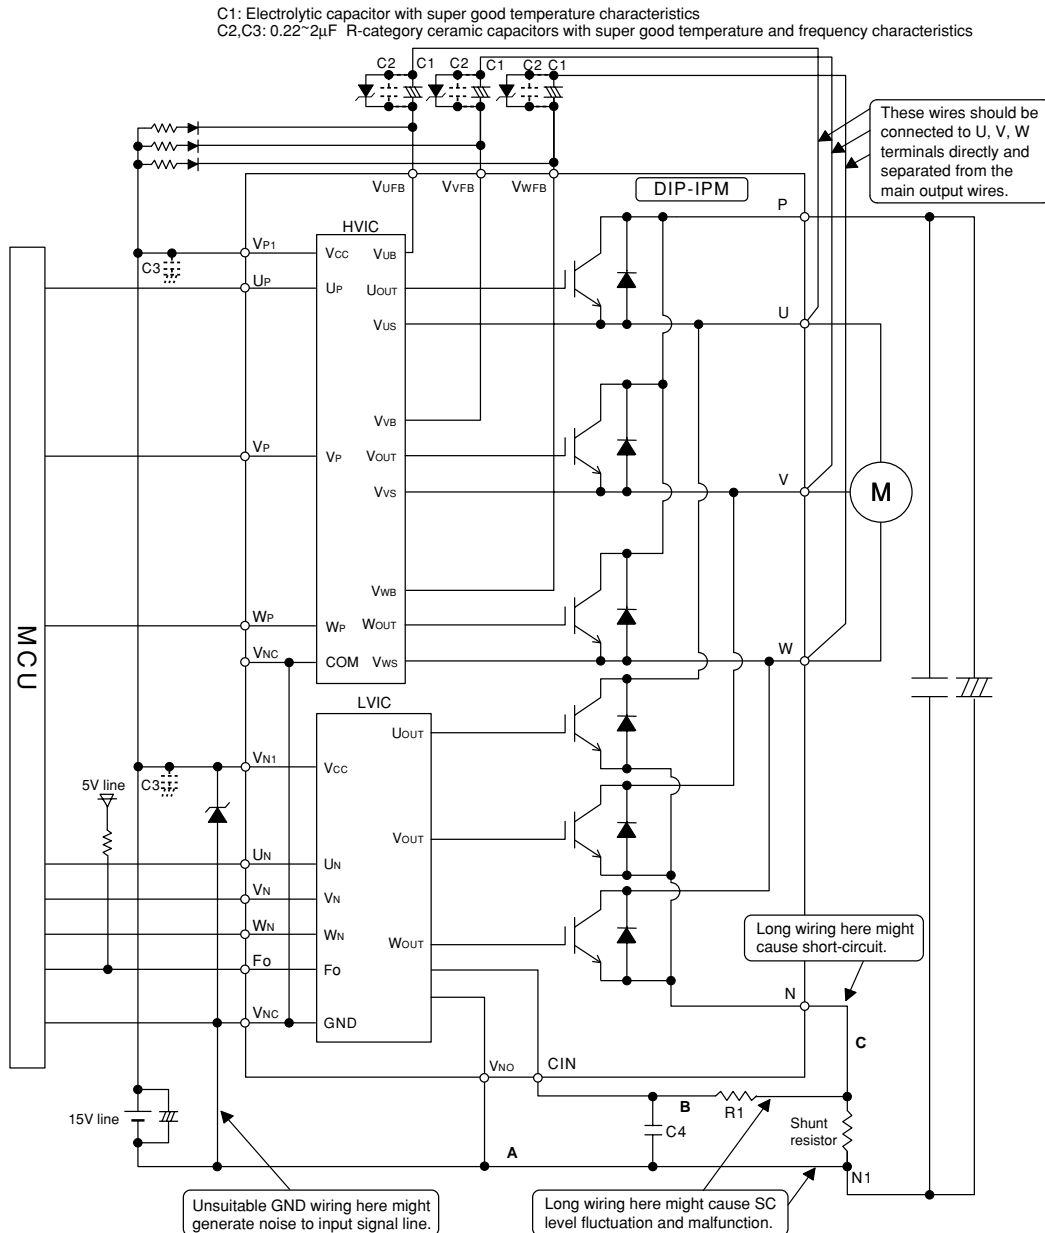 C1: Electrolytic capacitor with super good temperature characteristics
C2,C3: 0.22~2μF R-category ceramic capacitors with super good temperature and frequency characteristics
C2
C1
C2
C1
C2
C1
These wires should be
connected to U, V, W
terminals directly and
separated from the
main output wires.
VUFB
VVFB
VWFB
DIP-IPM
P
HVIC
VP1
VCC
VUB
C3
UP
UP
UOUT
U
VUS
VVB
VP
VP
VOUT
V
VVS
M
VWB
WP
WP
WOUT
W
VNC
COM
VWS
MCU
LVIC
UOUT
VN1
VCC
C3
5V line
VOUT
UN
UN
VN
VN
WN
WN
WOUT
Long wiring here might
cause short-circuit.
Fo
Fo
N
VNC
GND
C
VNO
CIN
15V line
B
R1
C4
Shunt
resistor
A
N1
Unsuitable GND wiring here might
generate noise to input signal line.
Long wiring here might cause SC
level fluctuation and malfunction.